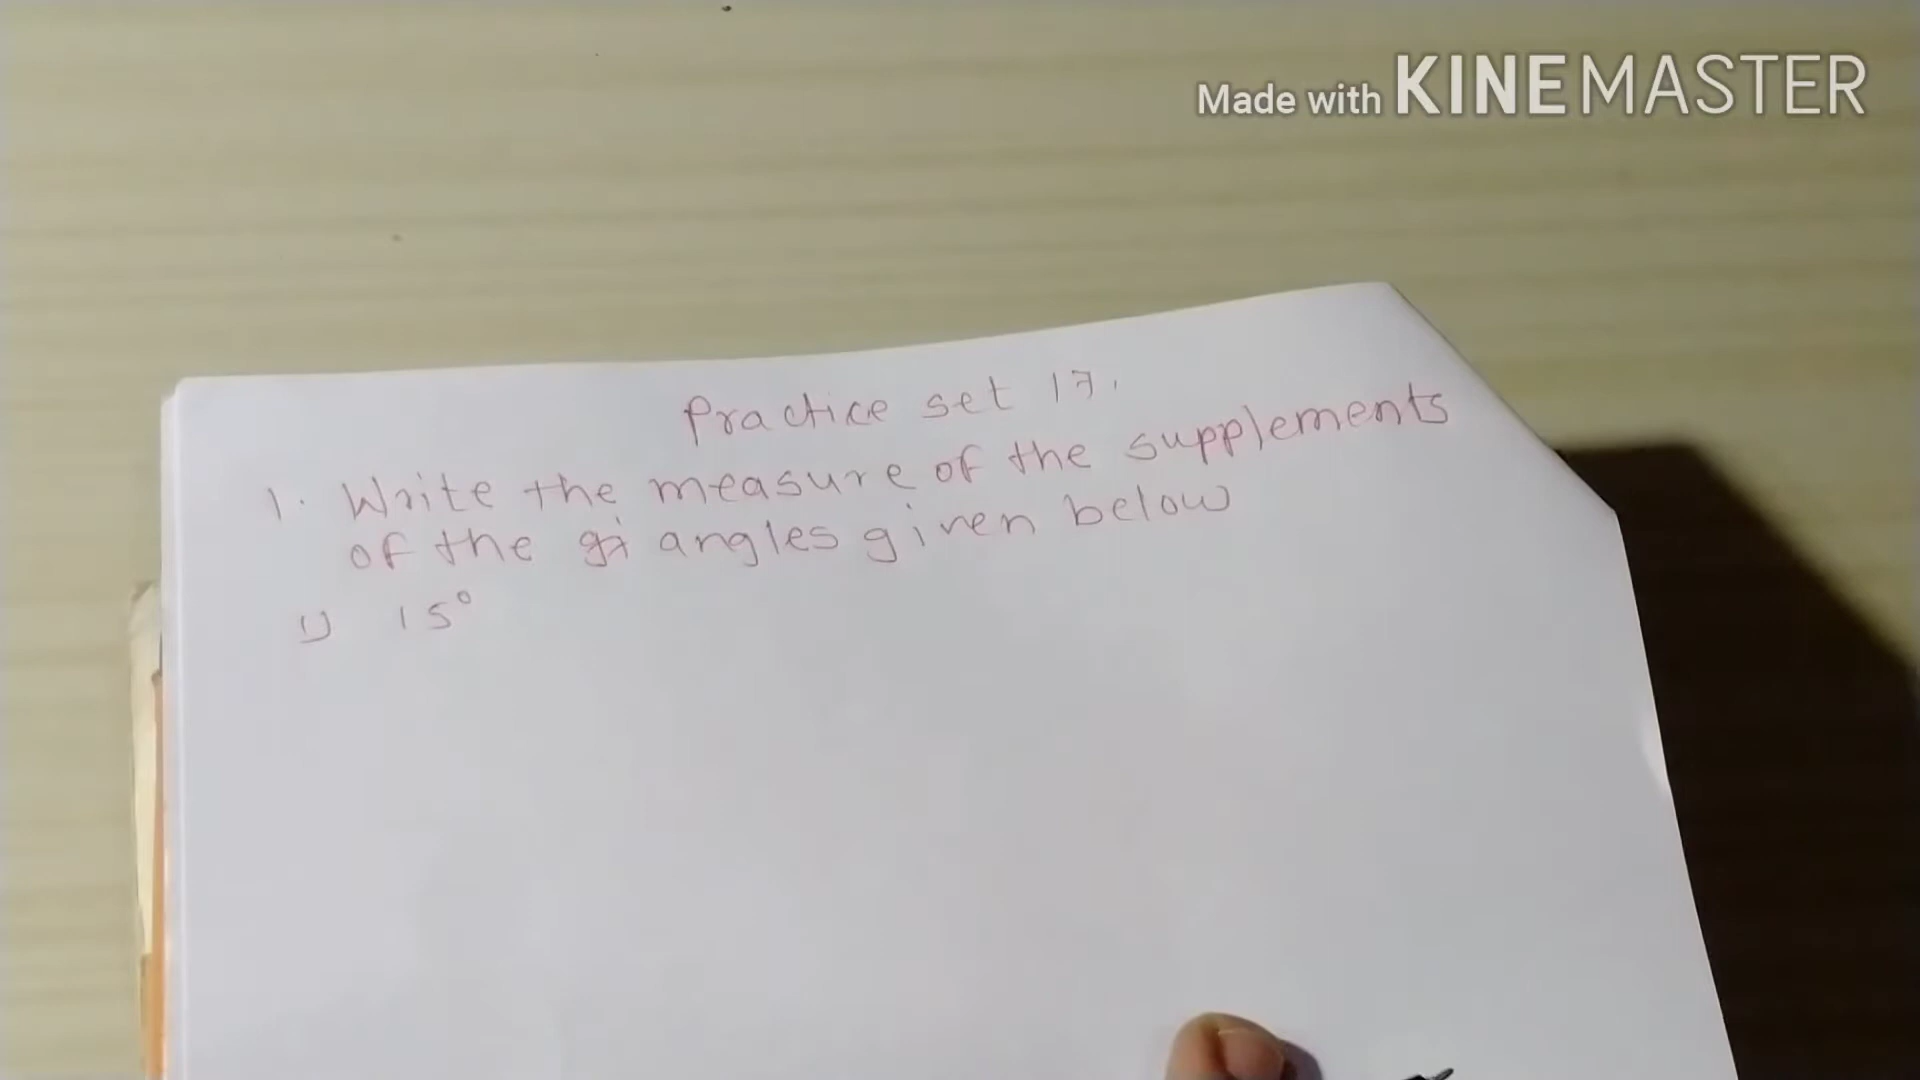 Made with KINEMASTER
Practice set 17.
1. Write the measure of the supplements
of the gi angles given below
1) 15°